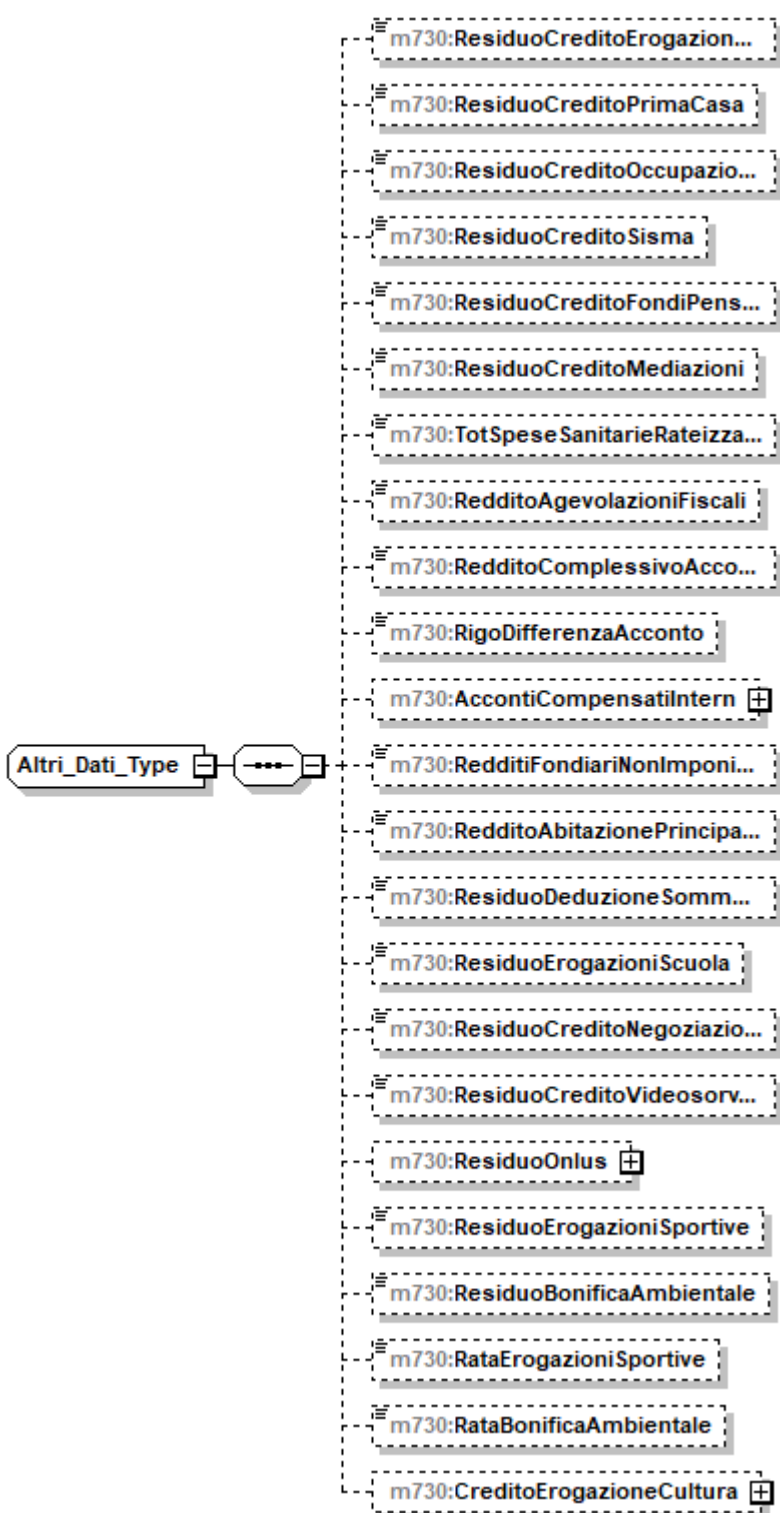 m730:ResiduoCreditoErogazion...
m730:ResiduoCreditoPrimaCasa
m730:ResiduoCreditoOccupazio...
m730:ResiduoCreditoSisma
m730:ResiduoCreditoFondiPens...
m730:ResiduoCreditoMediazioni
m730:TotSpeseSanitarieRateizza...
m730:RedditoAgevolazioniFiscali
m730:RedditoComplessivoAcco...
m730:RigoDifferenzaAcconto
m730:AccontiCompensatiIntern
Altri_Dati_Type
m730:RedditiFondiariNonImponi...
m730:RedditoAbitazionePrincipa...
m730:ResiduoDeduzioneSomm...
m730:ResiduoErogazioniScuola
m730:ResiduoCreditoNegoziazio...
m730:ResiduoCreditoVideosorv...
m730:ResiduoOnlus
m730:ResiduoErogazioniSportive
m730:ResiduoBonificaAmbientale
m730:RataErogazioniSportive
m730:RataBonificaAmbientale
m730:CreditoErogazioneCultura